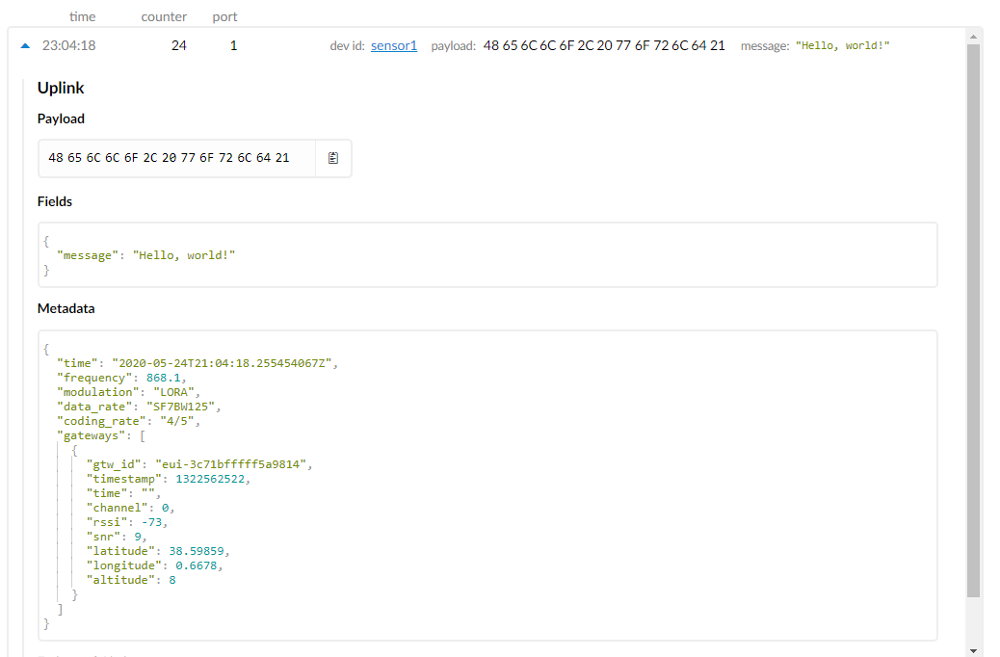 time counter port
23:04:18 24 1 dev id: sensor1 payload: 48 65 6C 6C 6F 2C 20 77 6F 72 6C 64 21 message: "Hello, world!"
Uplink
Payload
48 65 6C 6C 6F 2C 20 77 6F 72 6C 64 21
Fields
{
"message": "Hello, world!"
}
Metadata
{
"time": "2020-05-24T21:04:18.255454067Z",
"frequency": 868.1,
"modulation": "LORA",
"data_rate": "SF7BW125",
"coding_rate": "4/5",
"gateways": [
{
"gtw_id": "eui-3c71bfffff5a9814",
"timestamp": 1322562522,
"time": "",
"channel": 0,
"rssi": -73,
"snr": 9,
"latitude": 38.59859,
"longitude": 0.6678,
"altitude": 8
}
]
}